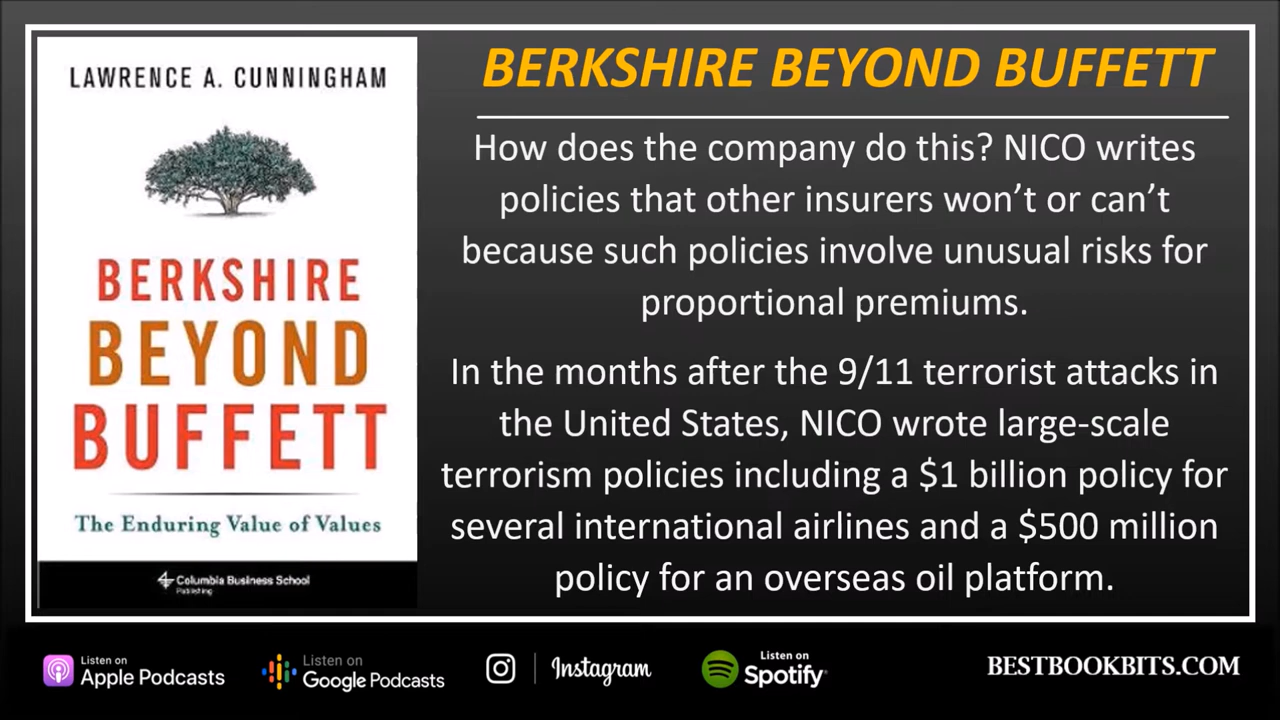 LAWRENCE A. CUNNINGHAM
BERKSHIRE
BEYOND
BUFFETT
The Enduring Value of Values
Columbia Business School
Publishing
BERKSHIRE BEYOND BUFFETT
How does the company do this? NICO writes
policies that other insurers won’t or can’t
because such policies involve unusual risks for
proportional premiums.
In the months after the 9/11 terrorist attacks in
the United States, NICO wrote large-scale
terrorism policies including a $1 billion policy for
several international airlines and a $500 million
policy for an overseas oil platform.
Listen on
Apple Podcasts
Listen on
Google Podcasts
Instagram
Listen on
Spotify
BESTBOOKBITS.COM